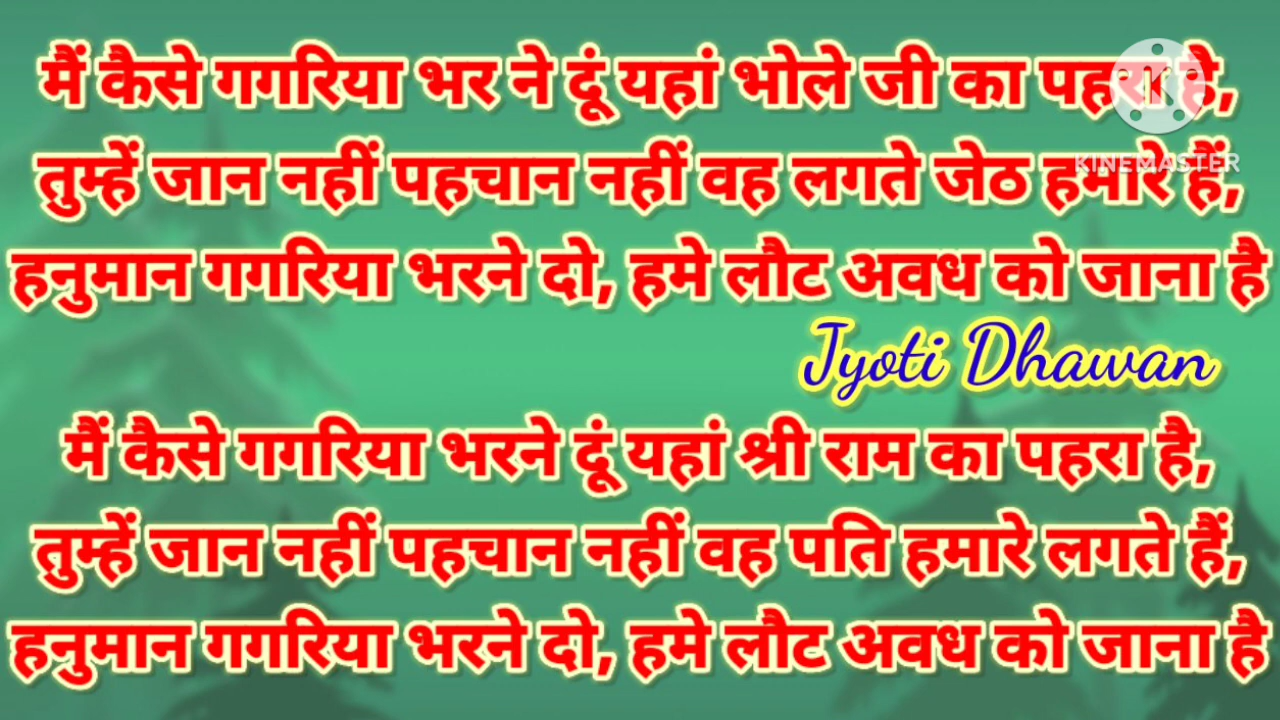 मैं कैसे गगरिया भर ने दूं यहां भोले जी का पहरा है,
KINEMASTER
तुम्हें जान नहीं पहचान नहीं वह लगते जेठ हमारे हैं,
हनुमान गगरिया भरने दो, हमे लौट अवध को जाना है
Jyoti Dhawan
मैं कैसे गगरिया भरने दूं यहां श्री राम का पहरा है,
तुम्हें जान नहीं पहचान नहीं वह पति हमारे लगते हैं,
हनुमान गगरिया भरने दो, हमे लौट अवध को जाना है